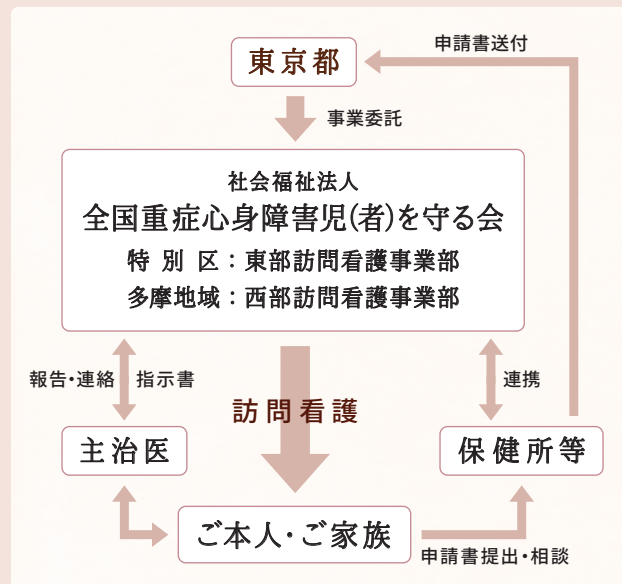 申請書送付
東京都
事業委託
社会福祉法人
全国重症心身障害児(者)を守る会
特別区：東部訪問看護事業部
多摩地域：西部訪問看護事業部
報告・連絡 指示書
連携
訪問看護
主治医
保健所等
ご本人・ご家族
申請書提出・相談